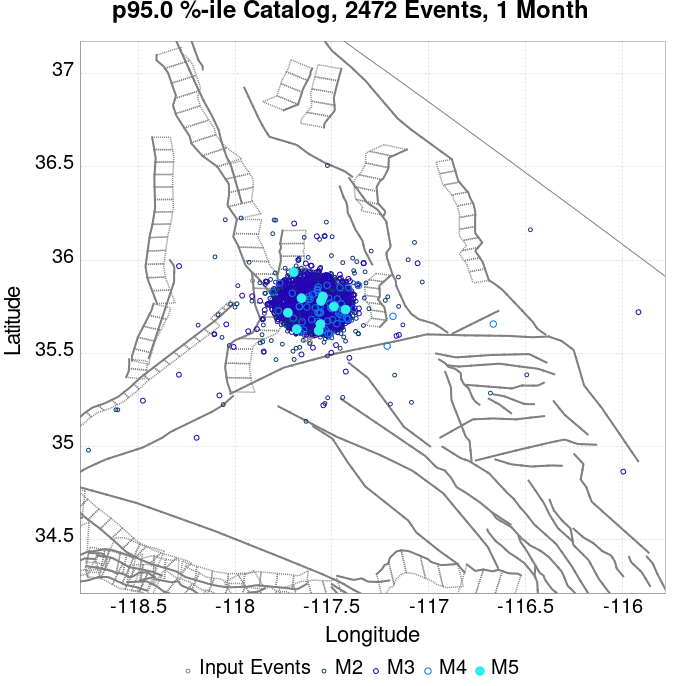 p95.0 %-ile Catalog, 2472 Events, 1 Month
37
36.5
36
35.5
35
34.5
Latitude
-118.5 -118 -117.5 -117 -116.5 -116
Longitude
Input Events M2 M3 M4 M5